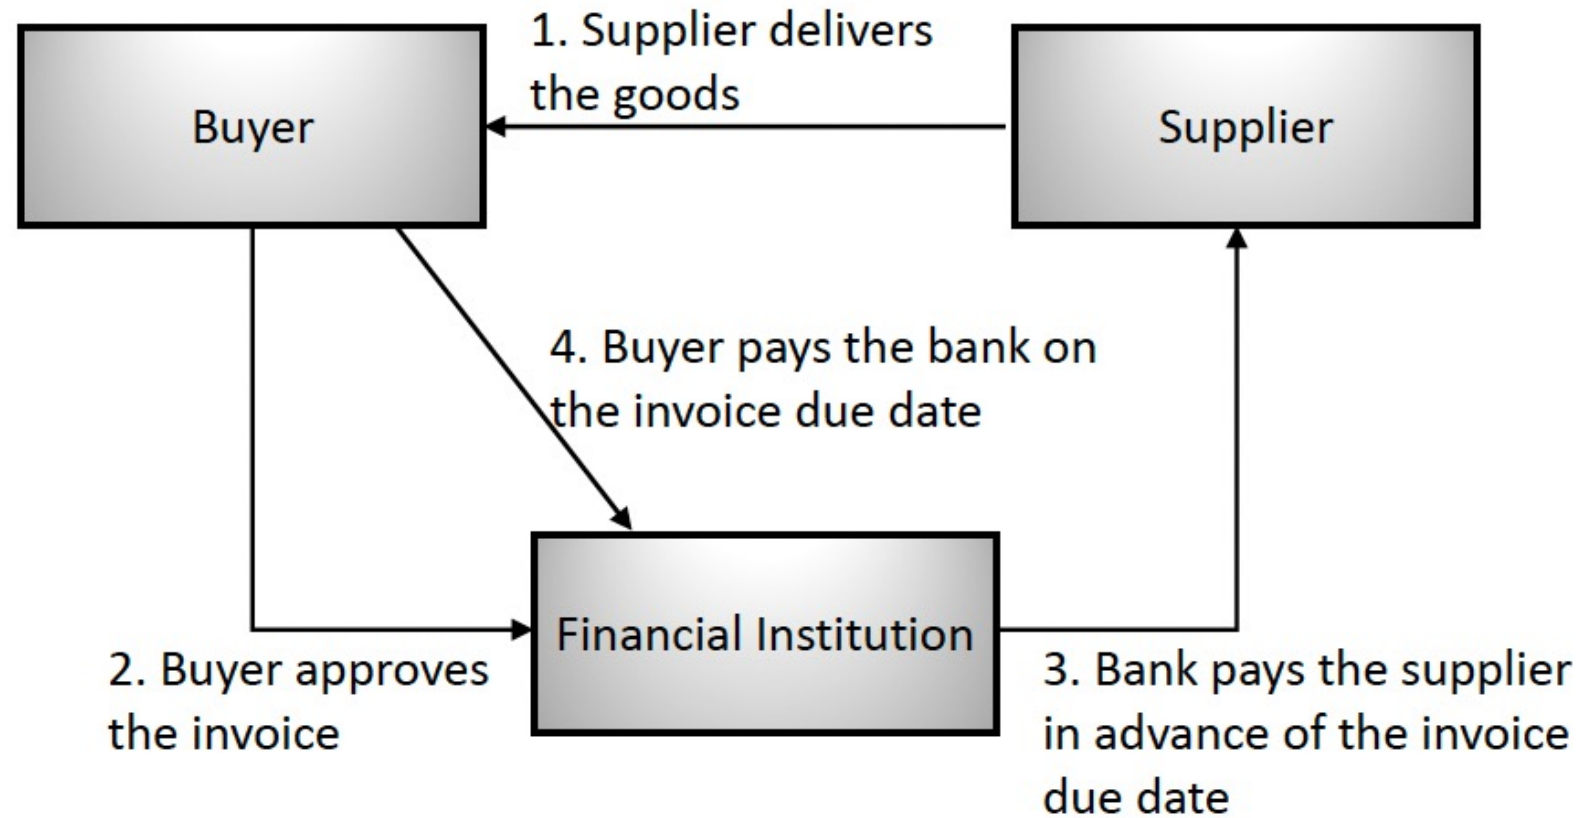 1. Supplier delivers
the goods
Buyer
Supplier
4. Buyer pays the bank on
the invoice due date
Financial Institution
2. Buyer approves
the invoice
3. Bank pays the supplier
in advance of the invoice
due date